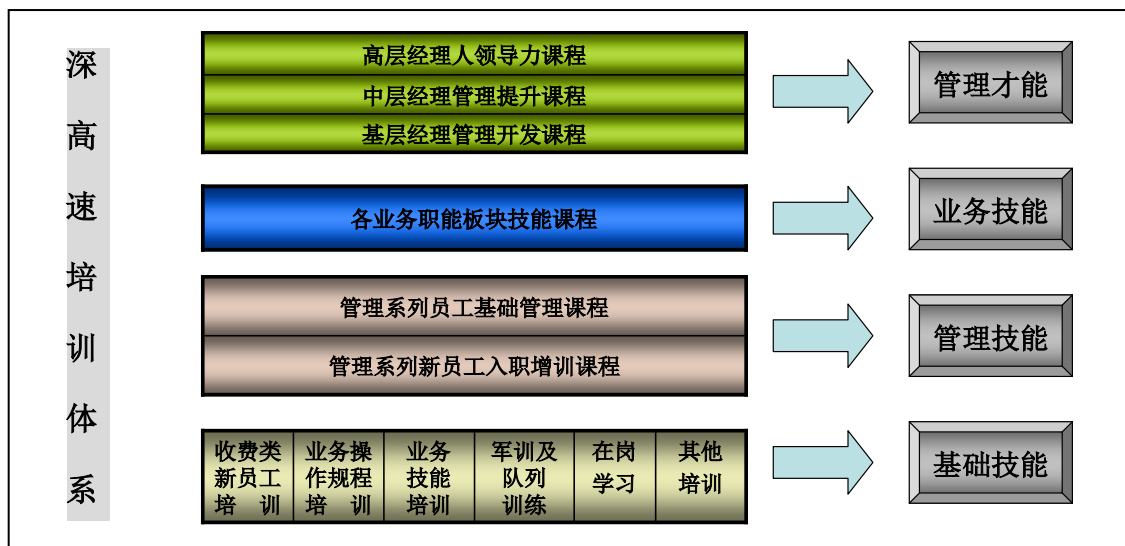 深高速培训体系
高层经理人领导力课程
中层经理管理提升课程
基层经理管理开发课程
管理才能
各业务职能板块技能课程
业务技能
管理系列员工基础管理课程
管理系列新员工入职增训课程
管理技能
收费类
新员工
培 训
业务操
作规程
培 训
业务
技能
培训
军训及
队列
训练
在岗
学习
其他
培训
基础技能